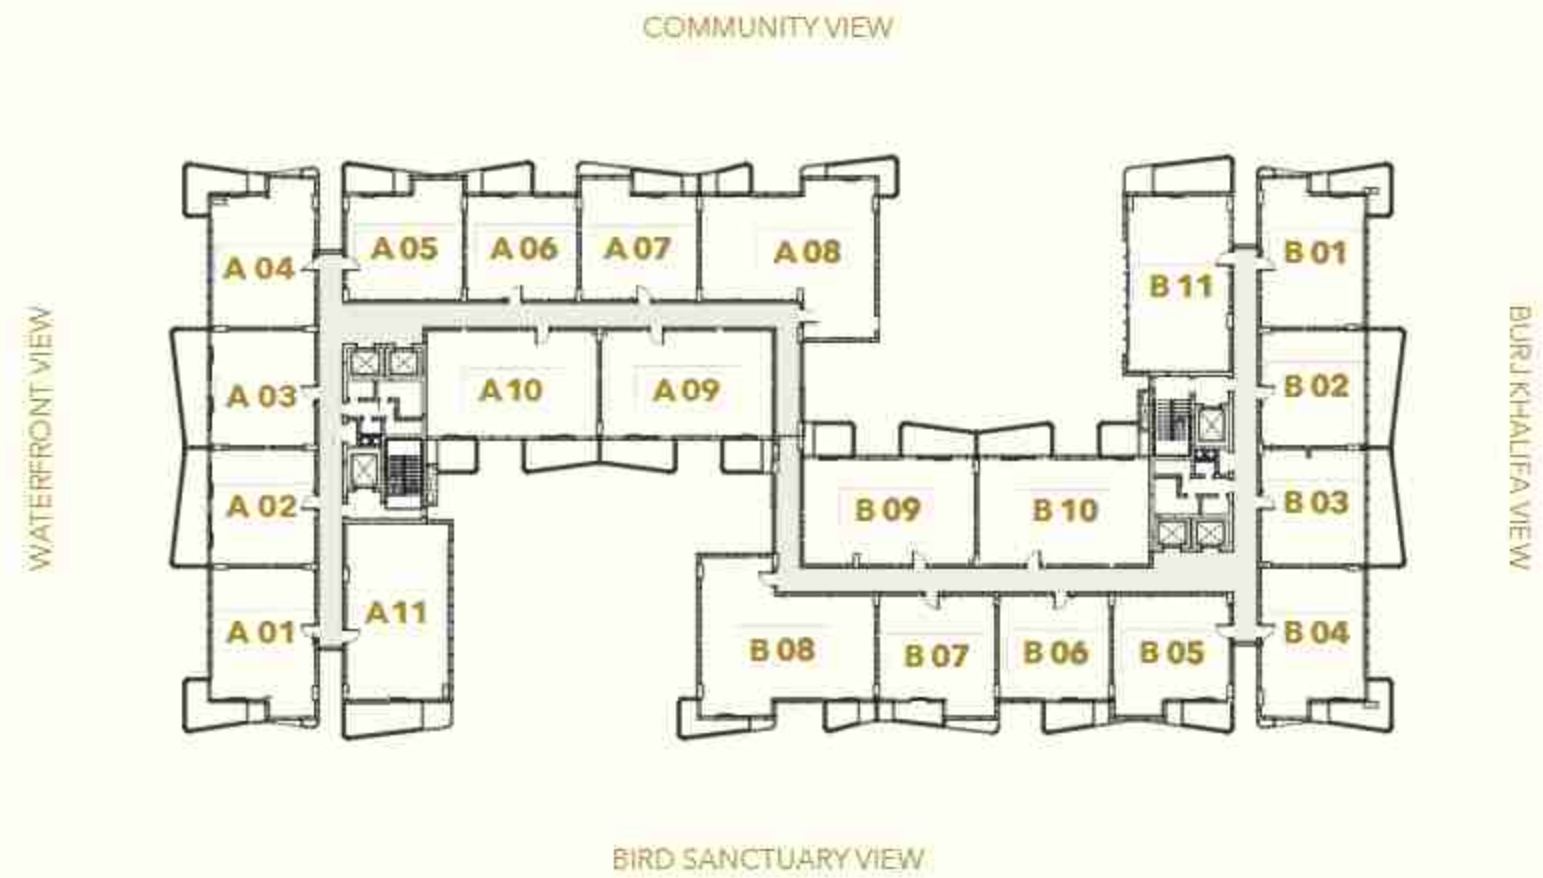 COMMUNITY VIEW
A 04
A 05
A 06
A 07
A 08
B 11
B 01
A 03
A 10
A 09
B 02
WATERFRONT VIEW
BURJ KHALIFA VIEW
A 02
B 09
B 10
B 03
A 01
A 11
B 08
B 07
B 06
B 05
B 04
BIRD SANCTUARY VIEW